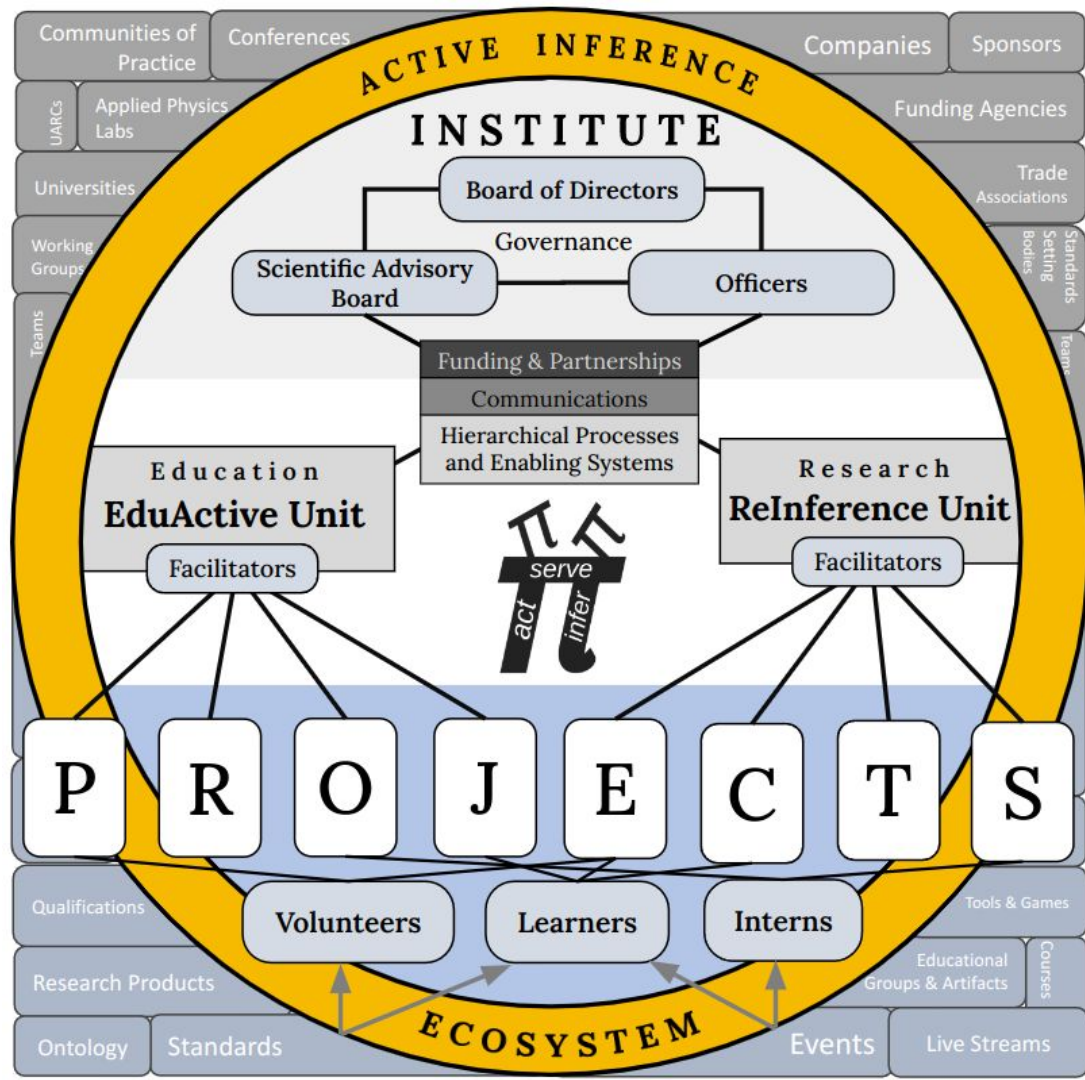 Communities of
Practice
Conferences
Companies
Sponsors
ACTIVE INFERENCE
UARCs
Applied Physics
Labs
INSTITUTE
Funding Agencies
Universities
Board of Directors
Trade
Associations
Governance
Working
Groups
Scientific Advisory
Board
Officers
Standards
Setting
Bodies
Teams
Teams
Funding & Partnerships
Communications
Hierarchical Processes
and Enabling Systems
Education
EduActive Unit
Facilitators
Research
ReInference Unit
Facilitators
π π
serve
act
infer
P R O J E C T S
Qualifications
Volunteers
Learners
Interns
Tools & Games
Research Products
Educational
Groups & Artifacts
Courses
ECOSYSTEM
Ontology
Standards
Events
Live Streams